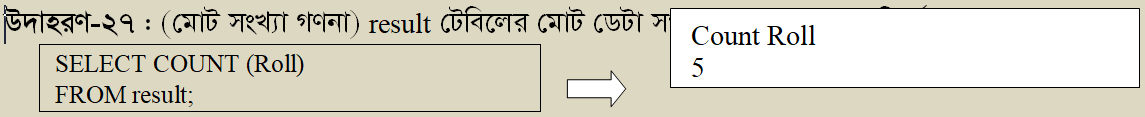 উদাহরণ-২৭ : (মোট সংখ্যা গণনা) result টেবিলের মোট ডেটা
SELECT COUNT (Roll)
FROM result;
Count Roll
5